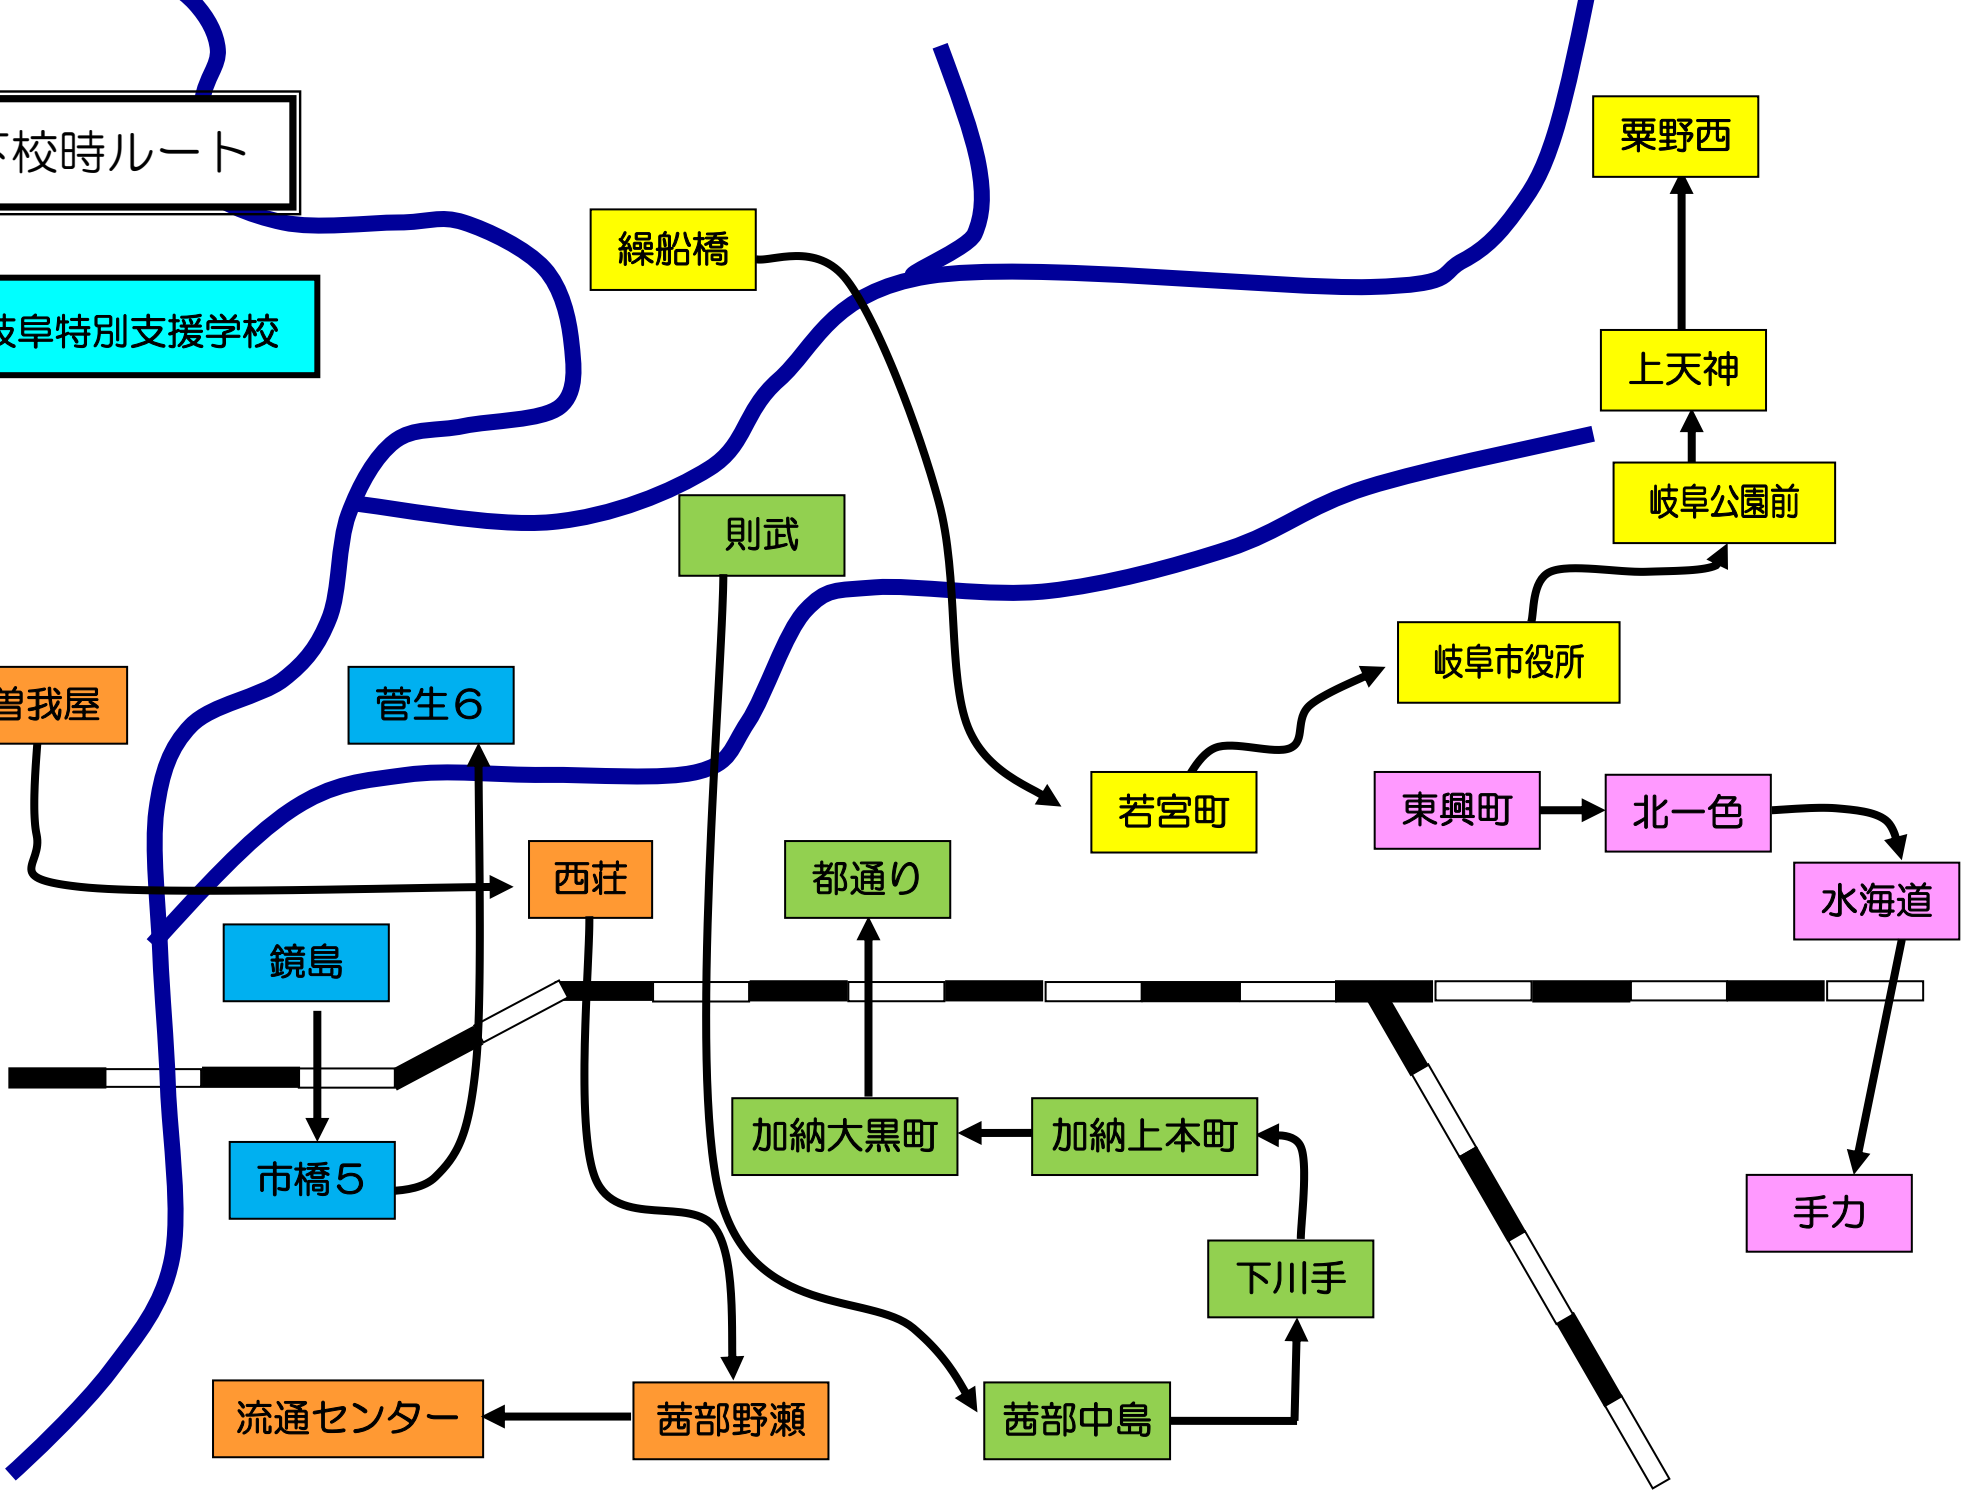 校時ルート
粟野西
繰船橋
阜特別支援学校
上天神
岐阜公園前
則武
岐阜市役所
我屋
菅生6
若宮町
東興町
北一色
西荘
都通り
水海道
鏡島
加納大黒町
加納上本町
市橋5
手力
下川手
流通センター
茜部野瀬
茜部中島